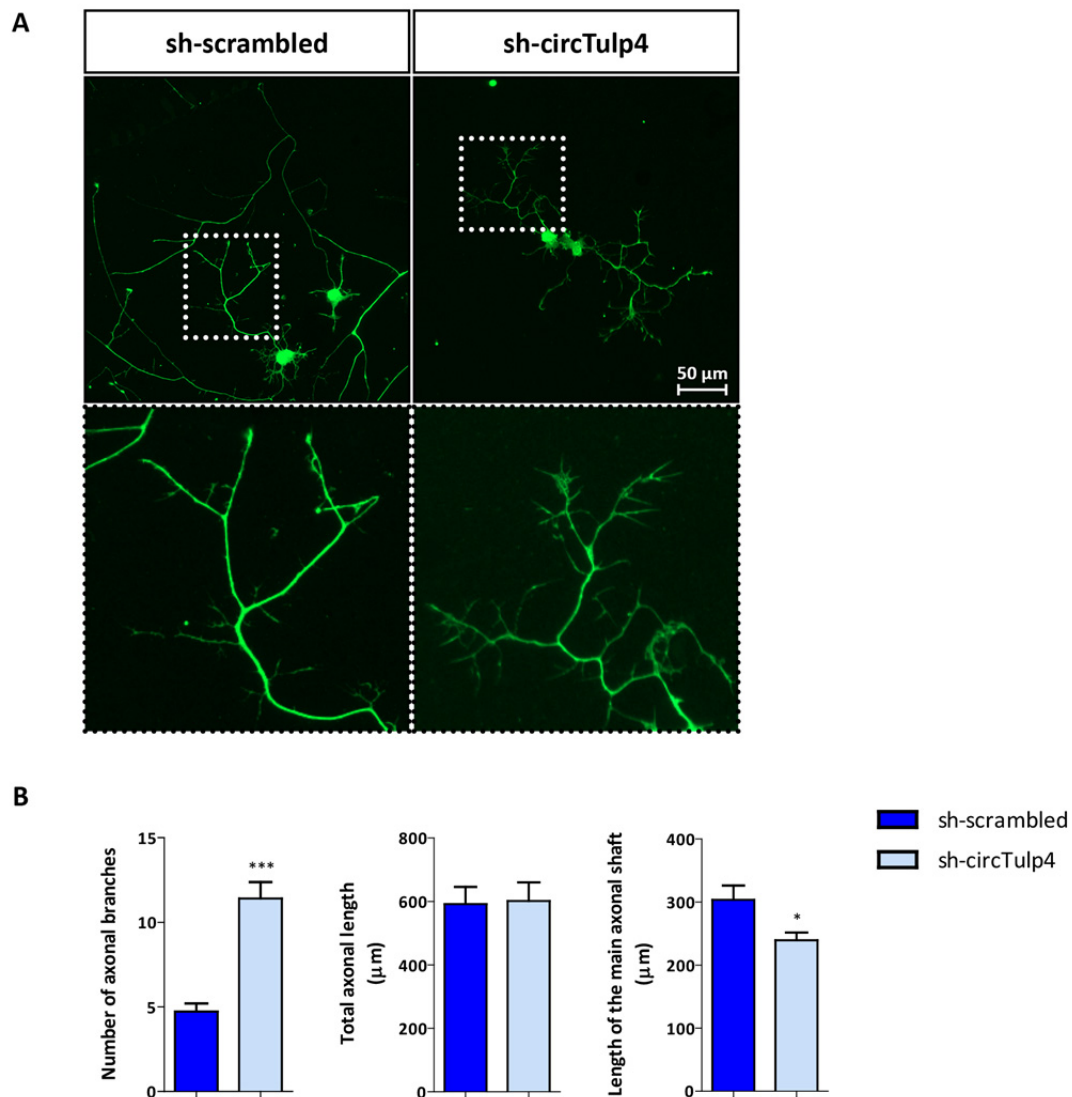 A
sh-scrambled
sh-circTulp4
50 μm
B
sh-scrambled
sh-circTulp4
Number of axonal branches
15
10
5
0
***
Total axonal length
(μm)
800
600
400
200
0
Length of the main axonal shaft
(μm)
400
300
200
100
0
*